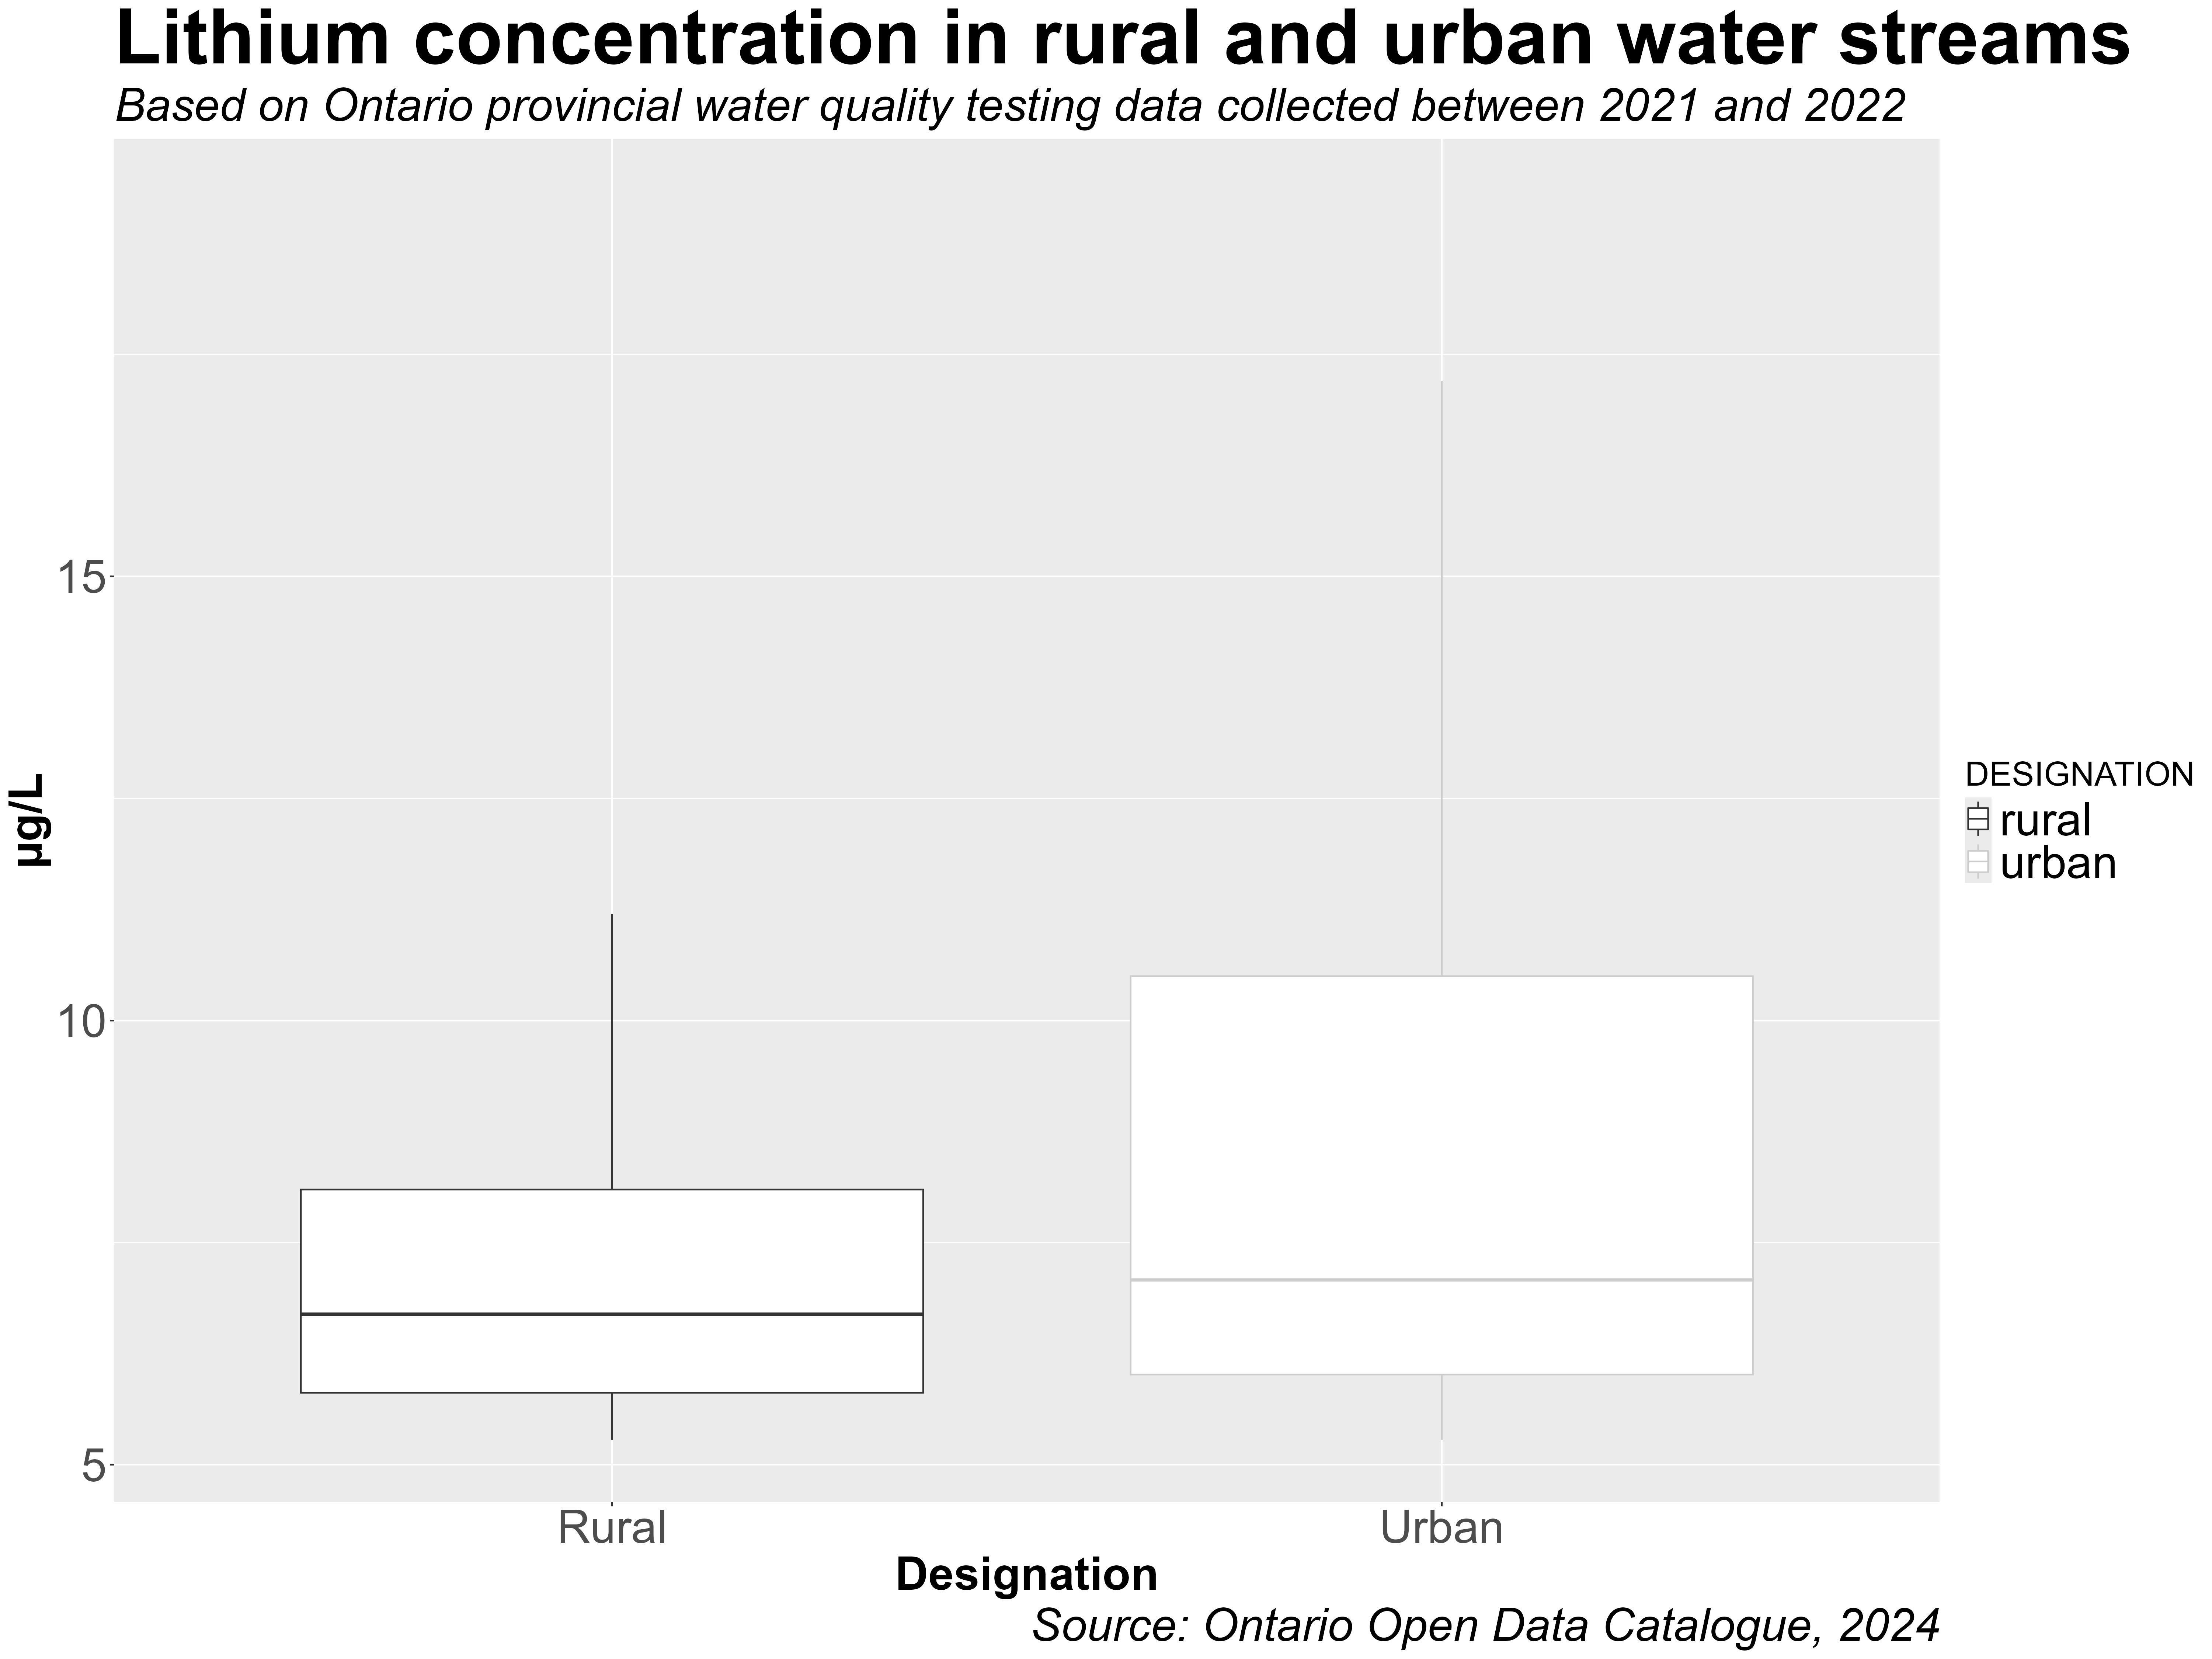 Lithium concentration in rural and urban water streams
Based on Ontario provincial water quality testing data collected between 2021 and 2022
µg/L
15
10
5
Rural
Urban
Designation
DESIGNATION
rural
urban
Source: Ontario Open Data Catalogue, 2024